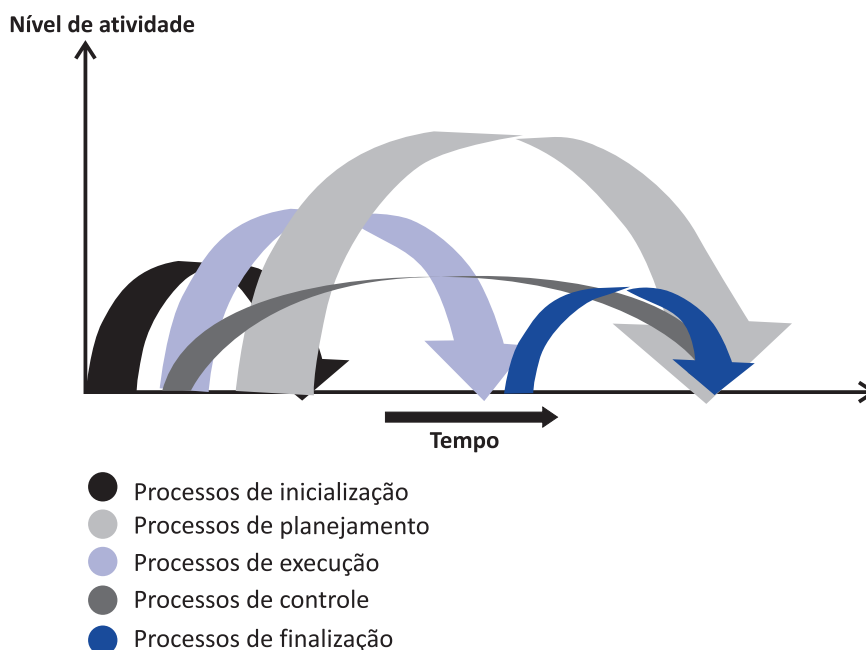 Nível de atividade
Tempo
Processos de inicialização
Processos de planejamento
Processos de execução
Processos de controle
Processos de finalização